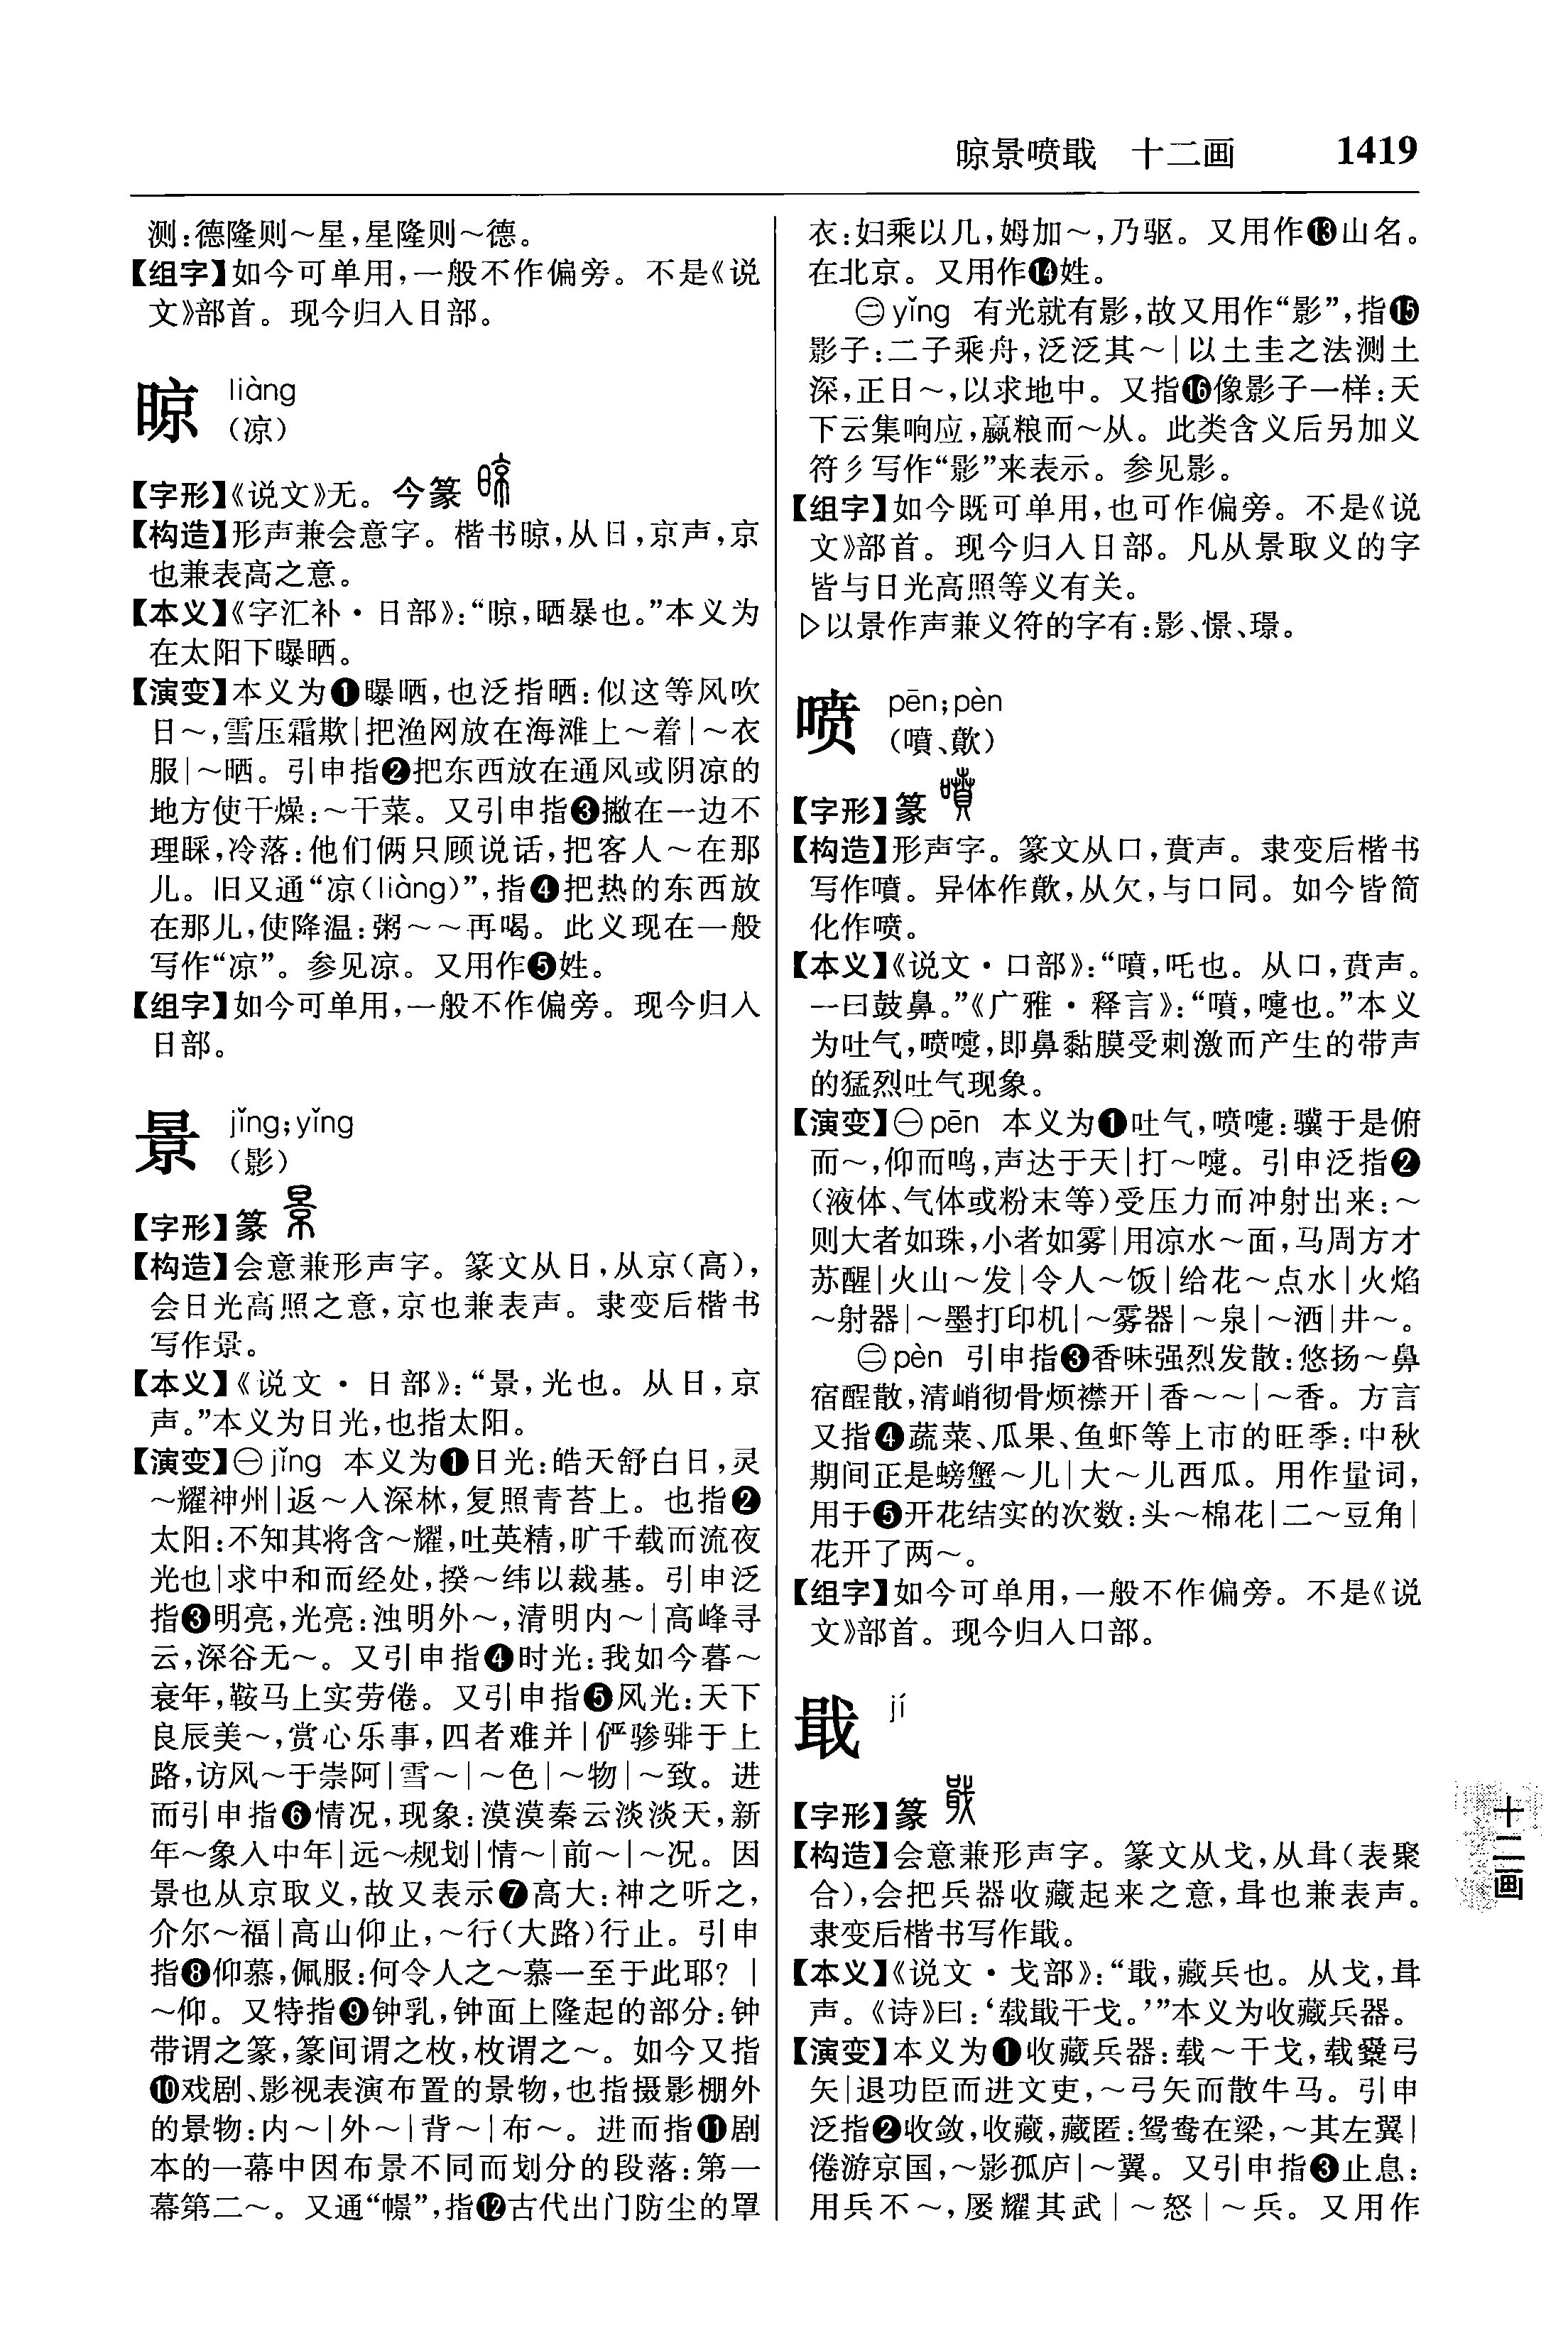 晾景喷戢 十二画 1419
测:德隆则～星,星隆则～德。
【组字】如今可单用,一般不作偏旁。不是《说
文》部首。现今归入日部。
晾 liàng
(凉)
【字形】《说文》无。今篆
【构造】形声兼会意字。楷书晾,从日,京声,京
也兼表高之意。
【本义】《字汇补·日部》:“晾,晒暴也。”本义为
在太阳下曝晒。
【演变】本义为❶曝晒,也泛指晒:似这等风吹
日～,雪压霜欺|把渔网放在海滩上～着|～衣
服|～晒。引申指❷把东西放在通风或阴凉的
地方使干燥:～干菜。又引申指❸撇在一边不
理睬,冷落:他们俩只顾说话,把客人～在那
儿。旧又通“凉(liàng)”,指❹把热的东西放
在那儿,使降温:粥～～再喝。此义现在一般
写作“凉”。参见凉。又用作❺姓。
【组字】如今可单用,一般不作偏旁。现今归入
日部。
景 jǐng;yǐng
(影)
【字形】篆
【构造】会意兼形声字。篆文从日,从京(高),
会日光高照之意,京也兼表声。隶变后楷书
写作景。
【本义】《说文·日部》:“景,光也。从日,京
声。”本义为日光,也指太阳。
【演变】㊀jǐng 本义为❶日光:皓天舒白日,灵
～耀神州|返～入深林,复照青苔上。也指❷
太阳:不知其将含～耀,吐英精,旷千载而流夜
光也|求中和而经处,揆～纬以裁基。引申泛
指❸明亮,光亮:浊明外～,清明内～|高峰寻
云,深谷无～。又引申指❹时光:我如今暮～
衰年,鞍马上实劳倦。又引申指❺风光:天下
良辰美～,赏心乐事,四者难并|俨骖騑于上
路,访风～于崇阿|雪～|～色|～物|～致。进
而引申指❻情况,现象:漠漠秦云淡淡天,新
年～象入中年|远～规划|情～|前～|～况。因
景也从京取义,故又表示❼高大:神之听之,
介尔～福|高山仰止,～行(大路)行止。引申
指❽仰慕,佩服:何令人之～慕一至于此耶?|
～仰。又特指❾钟乳,钟面上隆起的部分:钟
带谓之篆,篆间谓之枚,枚谓之～。如今又指
❿戏剧、影视表演布置的景物,也指摄影棚外
的景物:内～|外～|背～|布～。进而指⓫剧
本的一幕中因布景不同而划分的段落:第一
幕第二～。又通“幜”,指⓬古代出门防尘的罩
衣:妇乘以几,姆加～,乃驱。又用作⓭山名。
在北京。又用作⓮姓。
㊁yǐng 有光就有影,故又用作“影”,指⓯
影子:二子乘舟,泛泛其～|以土圭之法测土
深,正日～,以求地中。又指⓰像影子一样:天
下云集响应,赢粮而～从。此类含义后另加义
符彡写作“影”来表示。参见影。
【组字】如今既可单用,也可作偏旁。不是《说
文》部首。现今归入日部。凡从景取义的字
皆与日光高照等义有关。
▷以景作声兼义符的字有:影、憬、璟。
喷 pēn;pèn
(噴、歕)
【字形】篆
【构造】形声字。篆文从口,賁声。隶变后楷书
写作噴。异体作歕,从欠,与口同。如今皆简
化作喷。
【本义】《说文·口部》:“噴,吒也。从口,賁声。
一曰鼓鼻。”《广雅·释言》:“噴,嚏也。”本义
为吐气,喷嚏,即鼻黏膜受刺激而产生的带声
的猛烈吐气现象。
【演变】㊀pēn 本义为❶吐气,喷嚏:骥于是俯
而～,仰而鸣,声达于天|打～嚏。引申泛指❷
(液体、气体或粉末等)受压力而冲射出来:～
则大者如珠,小者如雾|用凉水～面,马周方才
苏醒|火山～发|令人～饭|给花～点水|火焰
～射器|～墨打印机|～雾器|～泉|～洒|井～。
㊁pèn 引申指❸香味强烈发散:悠扬～鼻
宿酲散,清峭彻骨烦襟开|香～～|～香。方言
又指❹蔬菜、瓜果、鱼虾等上市的旺季:中秋
期间正是螃蟹～儿|大～儿西瓜。用作量词,
用于❺开花结实的次数:头～棉花|二～豆角|
花开了两～。
【组字】如今可单用,一般不作偏旁。不是《说
文》部首。现今归入口部。
戢 jí
【字形】篆
【构造】会意兼形声字。篆文从戈,从咠(表聚
合),会把兵器收藏起来之意,咠也兼表声。
隶变后楷书写作戢。
【本义】《说文·戈部》:“戢,藏兵也。从戈,咠
声。《诗》曰:‘载戢干戈。’”本义为收藏兵器。
【演变】本义为❶收藏兵器:载～干戈,载櫜弓
矢|退功臣而进文吏,～弓矢而散牛马。引申
泛指❷收敛,收藏,藏匿:鸳鸯在梁,～其左翼|
倦游京国,～影孤庐|～翼。又引申指❸止息:
用兵不～,屡耀其武|～怒|～兵。又用作
十二画